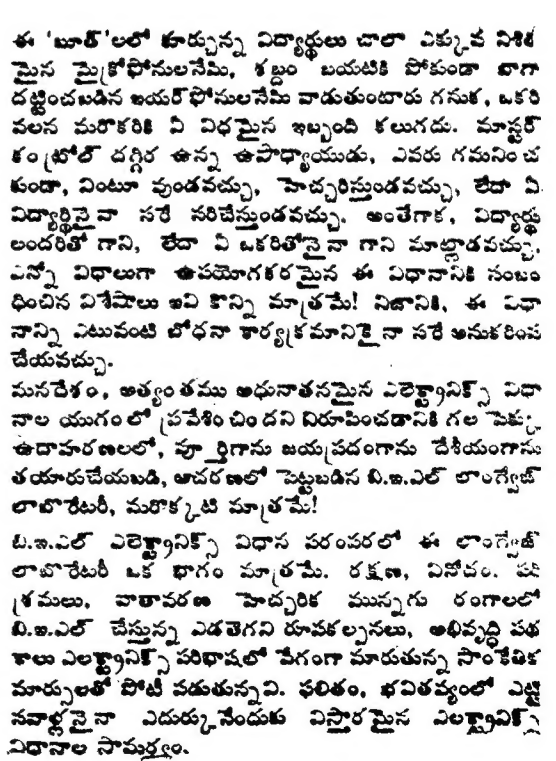 ఈ 'బూత్'లలో కూర్చున్న విద్యార్థులు చాలా ఎక్కువ నిశిత
మైన మైక్రోఫోనులనేమి, శబ్దం బయటికి పోకుండా బాగా
దట్టించబడిన ఇయర్‌ఫోనులనేమి వాడుతుంటారు గనుక, ఒకరి
వలన మరొకరికి ఏ విధమైన ఇబ్బంది కలుగదు. మాస్టర్
కంట్రోల్ దగ్గిర ఉన్న ఉపాధ్యాయుడు, ఎవరు గమనించ
కుండా, వింటూ వుండవచ్చు, హెచ్చరిస్తుండవచ్చు, లేదా ఏ
విద్యార్థినైనా సరే సరిచేస్తుండవచ్చు. అంతేగాక, విద్యార్థు
లందరితో గాని, లేదా ఏ ఒకరితోనైనా గాని మాట్లాడవచ్చు.
ఎన్నో విధాలుగా ఉపయోగకరమైన ఈ విధానానికి సంబం
ధించిన విశేషాలు ఇవి కొన్ని మాత్రమే! నిజానికి, ఈ విధా
నాన్ని ఎటువంటి బోధనా కార్యక్రమానికైనా సరే అనుకరింప
చేయవచ్చు.
మనదేశం, అత్యంతము అధునాతనమైన ఎలెక్ట్రానిక్స్ విధా
నాల యుగంలో ప్రవేశించిందని నిరూపించడానికి గల పెక్కు
ఉదాహరణలలో, పూర్తిగాను జయప్రదంగాను దేశీయంగాను
తయారుచేయబడి, ఆచరణలో పెట్టబడిన బి.ఇ.ఎల్ లాంగ్వేజ్
లాబొరేటరీ, మరొక్కటి మాత్రమే!
బి.ఇ.ఎల్ ఎలెక్ట్రానిక్స్ విధాన పరంపరలో ఈ లాంగ్వేజ్
లాబొరేటరీ ఒక భాగం మాత్రమే. రక్షణ, వినోదం, పరి
శ్రమలు, వాతావరణ హెచ్చరిక మున్నగు రంగాలలో
బి.ఇ.ఎల్ చేస్తున్న ఎడతెగని రూపకల్పనలు, అభివృద్ధి పథ
కాలు ఎలక్ట్రానిక్స్ పరిభాషలో వేగంగా మారుతున్న సాంకేతిక
మార్పులతో పోటీ పడుతున్నవి. ఫలితం, భవితవ్యంలో ఎట్టి
సవాళ్లనైనా ఎదుర్కునేందుకు విస్తారమైన ఎలక్ట్రానిక్స్
విధానాల సామర్థ్యం.